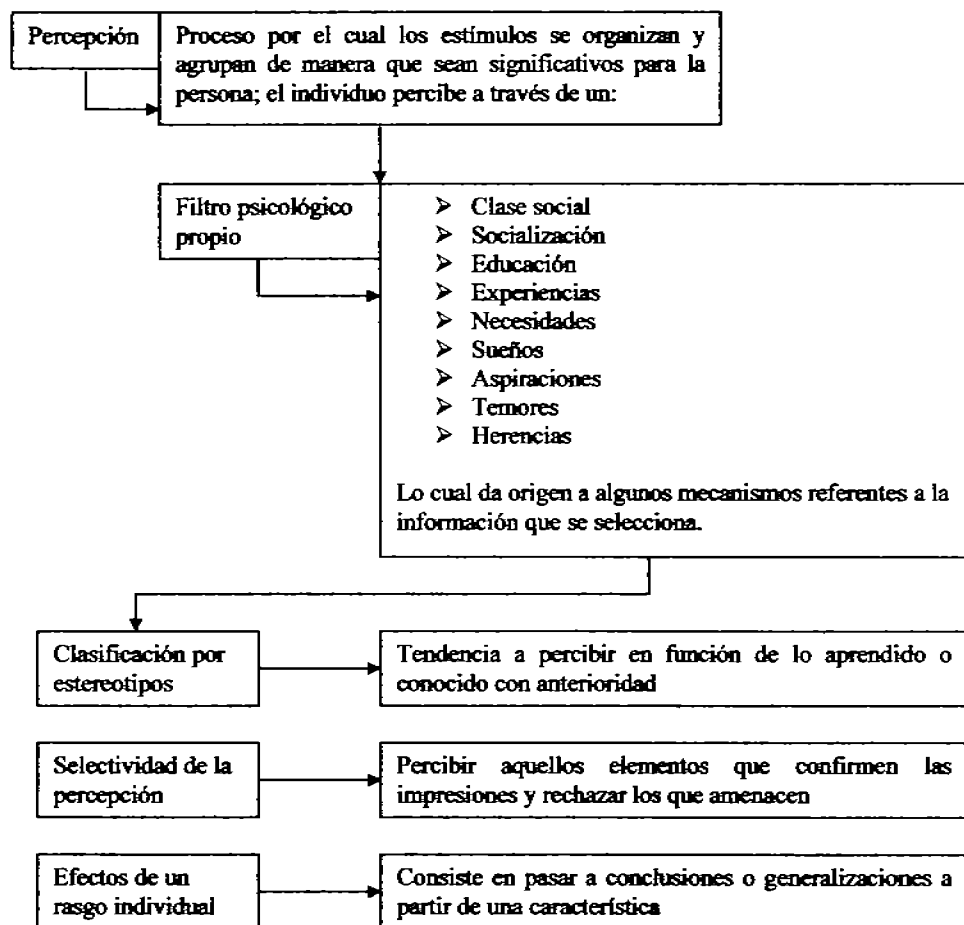 Percepción
Proceso por el cual los estímulos se organizan y
agrupan de manera que sean significativos para la
persona; el individuo percibe a través de un:
Filtro psicológico
propio
➢ Clase social
➢ Socialización
➢ Educación
➢ Experiencias
➢ Necesidades
➢ Sueños
➢ Aspiraciones
➢ Temores
➢ Herencias
Lo cual da origen a algunos mecanismos referentes a la
información que se selecciona.
Clasificación por
estereotipos
Tendencia a percibir en función de lo aprendido o
conocido con anterioridad
Selectividad de la
percepción
Percibir aquellos elementos que confirmen las
impresiones y rechazar los que amenacen
Efectos de un
rasgo individual
Consiste en pasar a conclusiones o generalizaciones a
partir de una característica